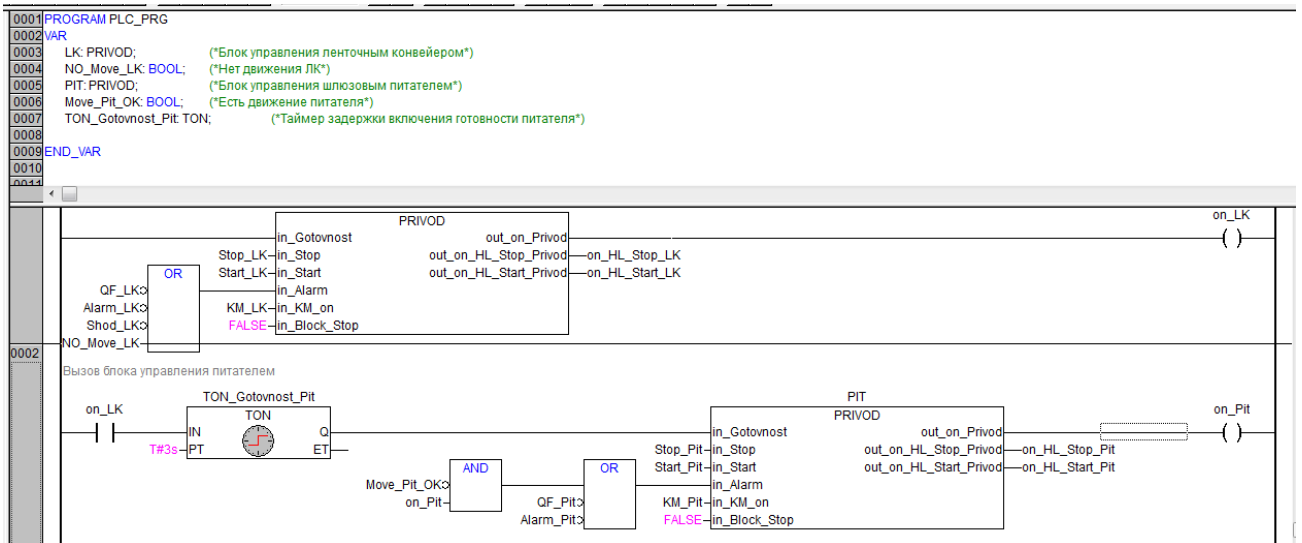 0001 PROGRAM PLC_PRG
0002 VAR
0003 LK: PRIVOD; (*Блок управления ленточным конвейером*)
0004 NO_Move_LK: BOOL; (*Нет движения ЛК*)
0005 PIT: PRIVOD; (*Блок управления шлюзовым питателем*)
0006 Move_Pit_OK: BOOL; (*Есть движение питателя*)
0007 TON_Gotovnost_Pit: TON; (*Таймер задержки включения готовности питателя*)
0008
0009 END_VAR
0010
0011
PRIVOD on_LK
in_Gotovnost out_on_Privod ( )
Stop_LK in_Stop out_on_HL_Stop_Privod on_HL_Stop_LK
OR Start_LK in_Start out_on_HL_Start_Privod on_HL_Start_LK
QF_LK in_Alarm
Alarm_LK KM_LK in_KM_on
Shod_LK FALSE in_Block_Stop
NO_Move_LK
0002
Вызов блока управления питателем
TON_Gotovnost_Pit PIT
on_LK TON PRIVOD on_Pit
IN Q in_Gotovnost out_on_Privod ( )
T#3s PT ET Stop_Pit in_Stop out_on_HL_Stop_Privod on_HL_Stop_Pit
AND OR Start_Pit in_Start out_on_HL_Start_Privod on_HL_Start_Pit
Move_Pit_OK in_Alarm
on_Pit QF_Pit KM_Pit in_KM_on
Alarm_Pit FALSE in_Block_Stop